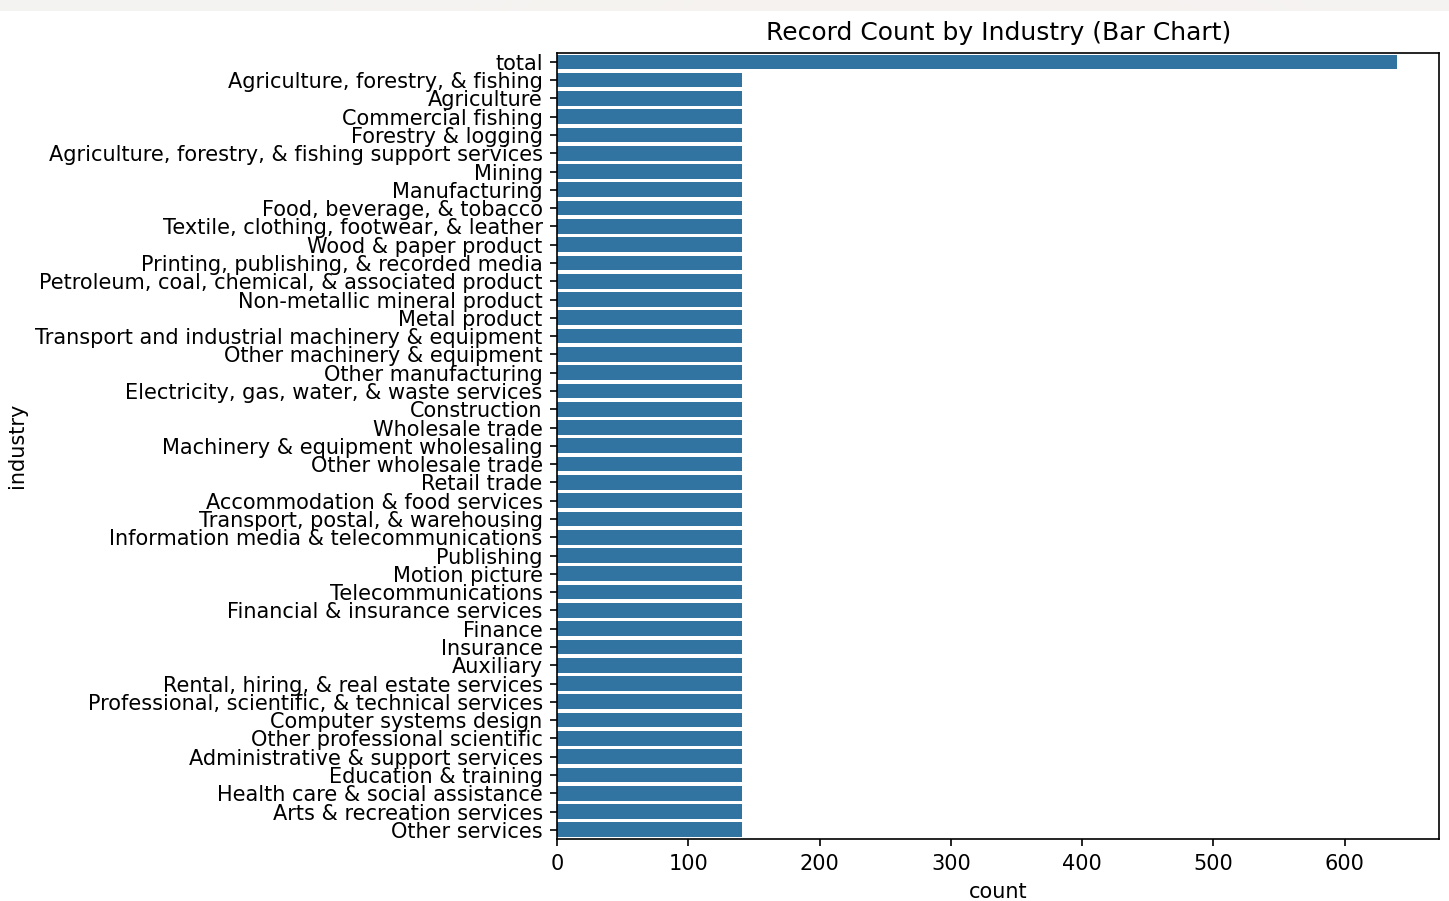 Record Count by Industry (Bar Chart)
total
Agriculture, forestry, & fishing
Agriculture
Commercial fishing
Forestry & logging
Agriculture, forestry, & fishing support services
Mining
Manufacturing
Food, beverage, & tobacco
Textile, clothing, footwear, & leather
Wood & paper product
Printing, publishing, & recorded media
Petroleum, coal, chemical, & associated product
Non-metallic mineral product
Metal product
Transport and industrial machinery & equipment
Other machinery & equipment
Other manufacturing
Electricity, gas, water, & waste services
Construction
Wholesale trade
Machinery & equipment wholesaling
Other wholesale trade
Retail trade
Accommodation & food services
Transport, postal, & warehousing
Information media & telecommunications
Publishing
Motion picture
Telecommunications
Financial & insurance services
Finance
Insurance
Auxiliary
Rental, hiring, & real estate services
Professional, scientific, & technical services
Computer systems design
Other professional scientific
Administrative & support services
Education & training
Health care & social assistance
Arts & recreation services
Other services
industry
0 100 200 300 400 500 600
count